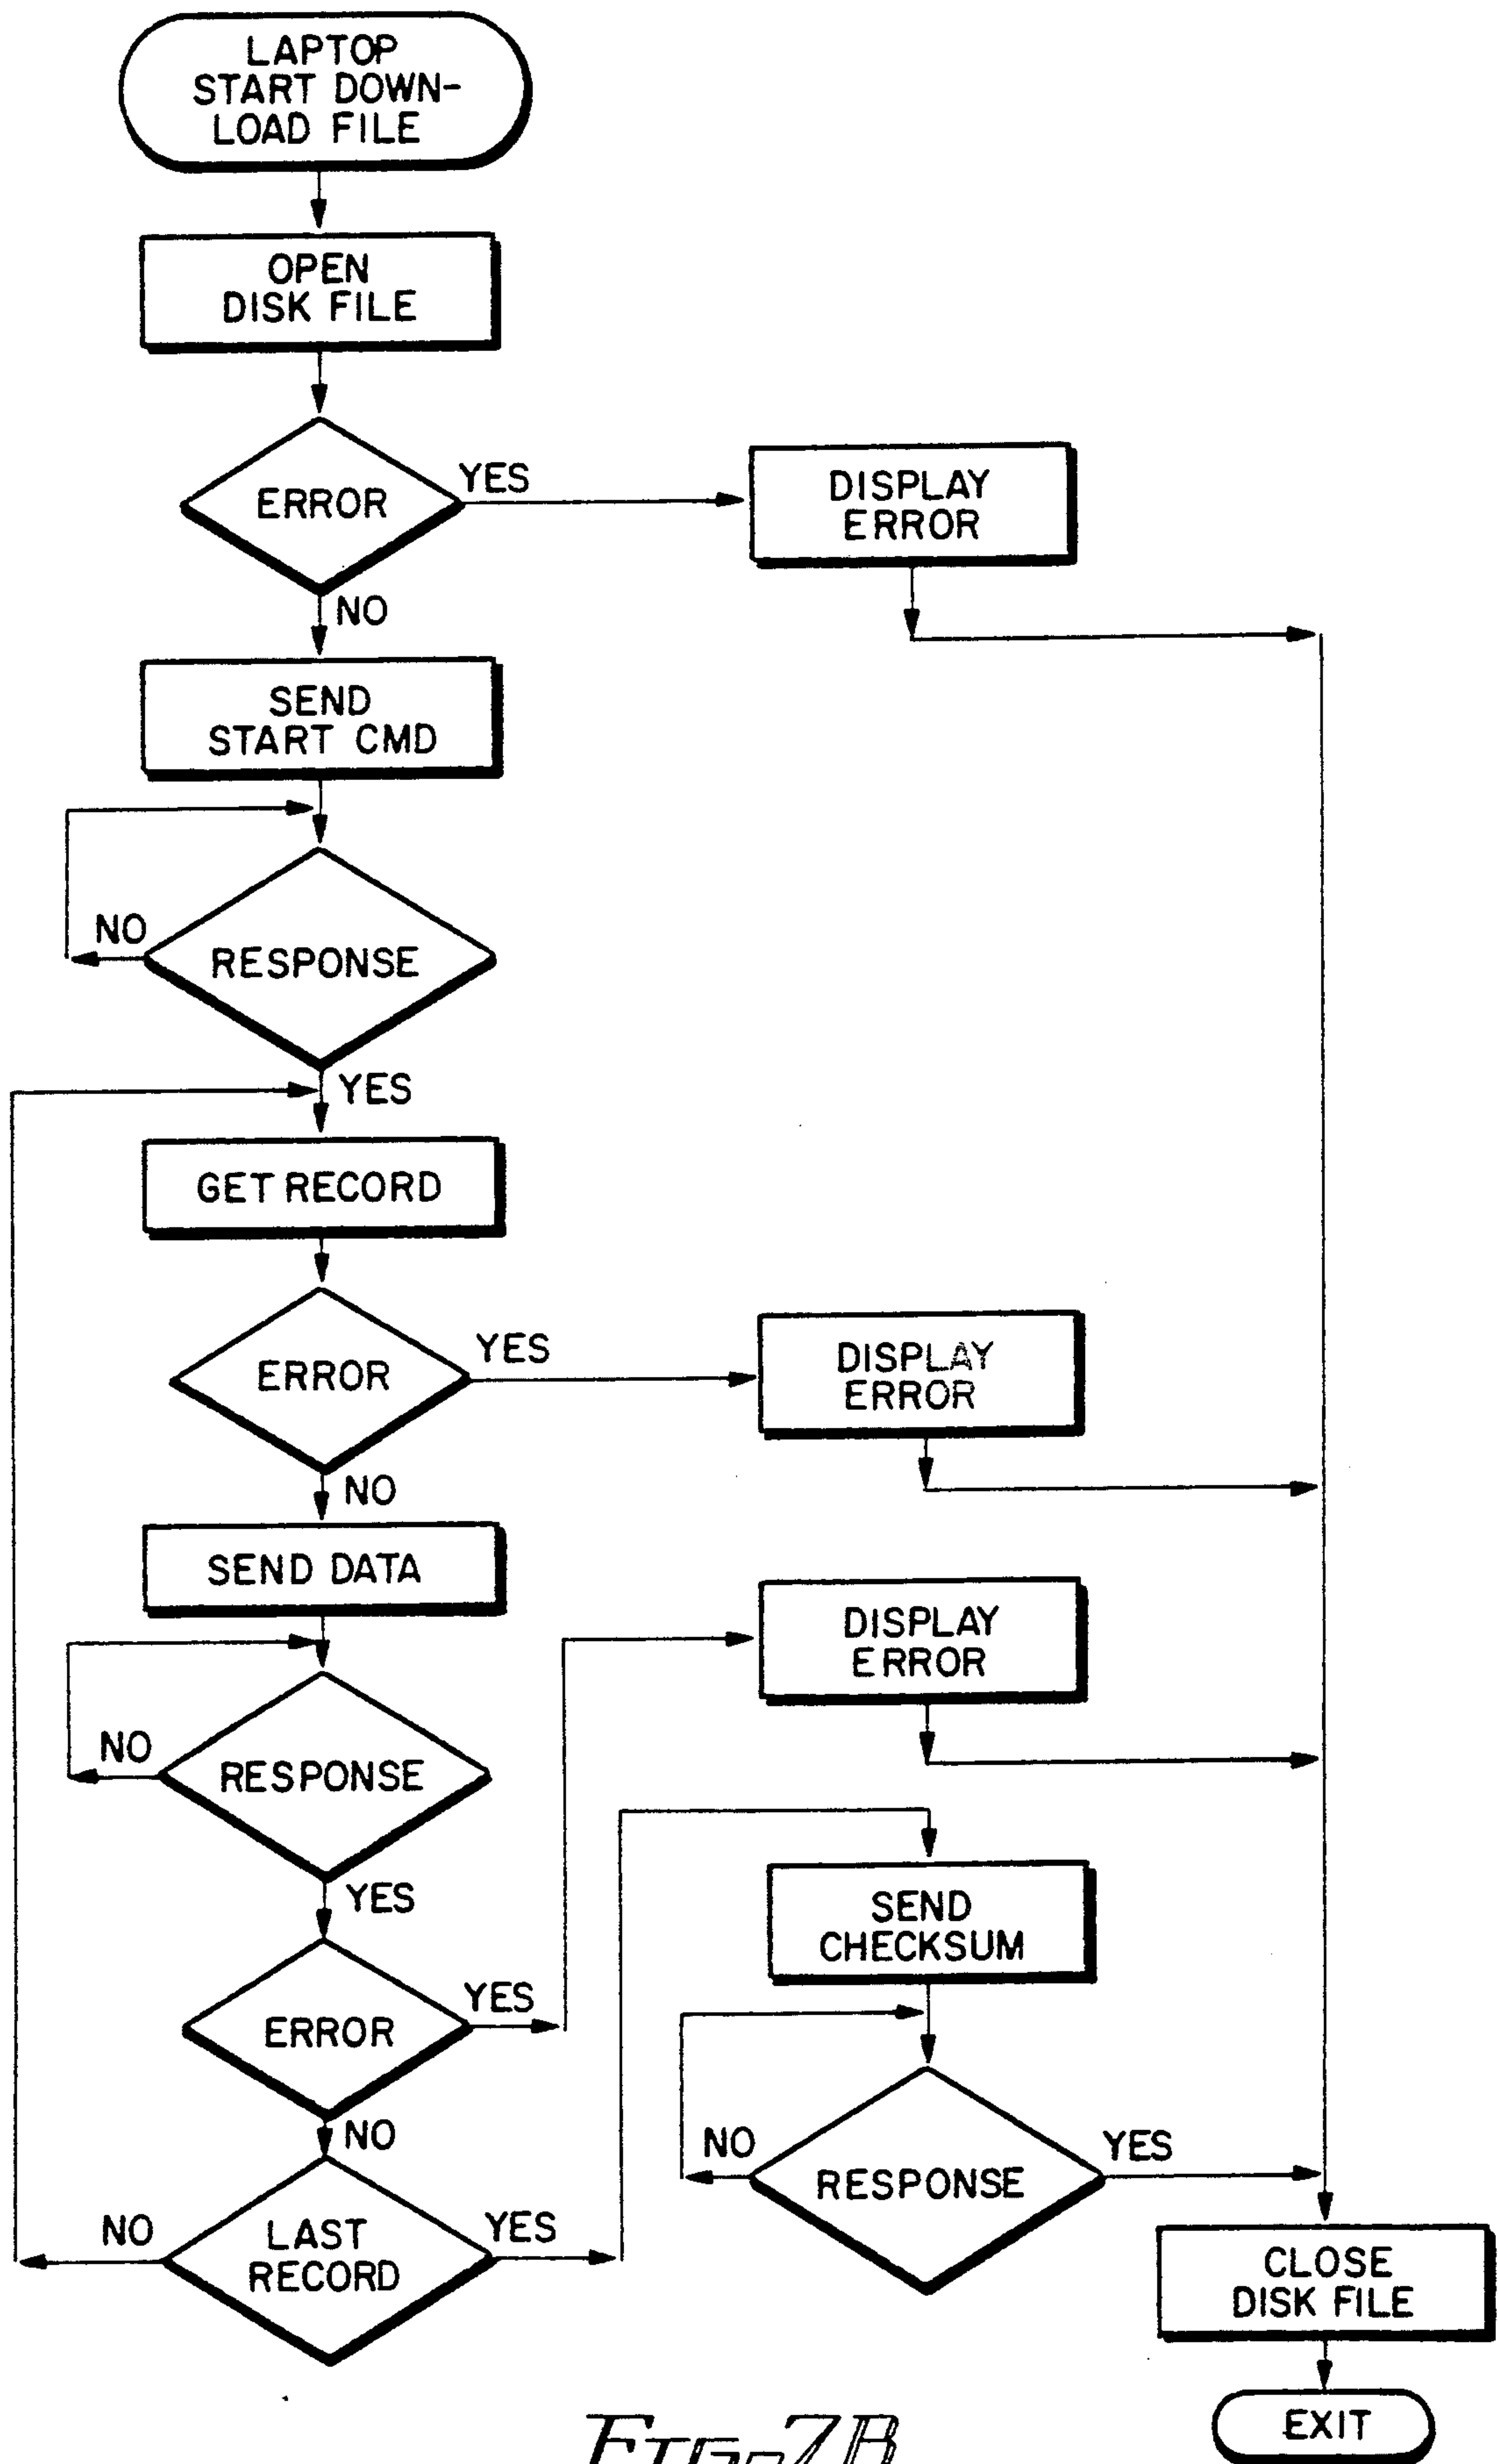 LAPTOP
START DOWN-
LOAD FILE
OPEN
DISK FILE
ERROR
YES
DISPLAY
ERROR
NO
SEND
START CMD
NO
RESPONSE
YES
GET RECORD
ERROR
YES
DISPLAY
ERROR
NO
SEND DATA
DISPLAY
ERROR
NO
RESPONSE
YES
SEND
CHECKSUM
ERROR
YES
NO
NO
RESPONSE
YES
NO
LAST
RECORD
YES
CLOSE
DISK FILE
EXIT
FIG. 7B